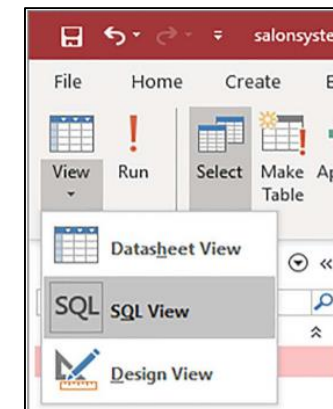 salonsyste
File Home Create E
View Run Select Make Ap
Table
Datasheet View
«
SQL SQL View
Design View